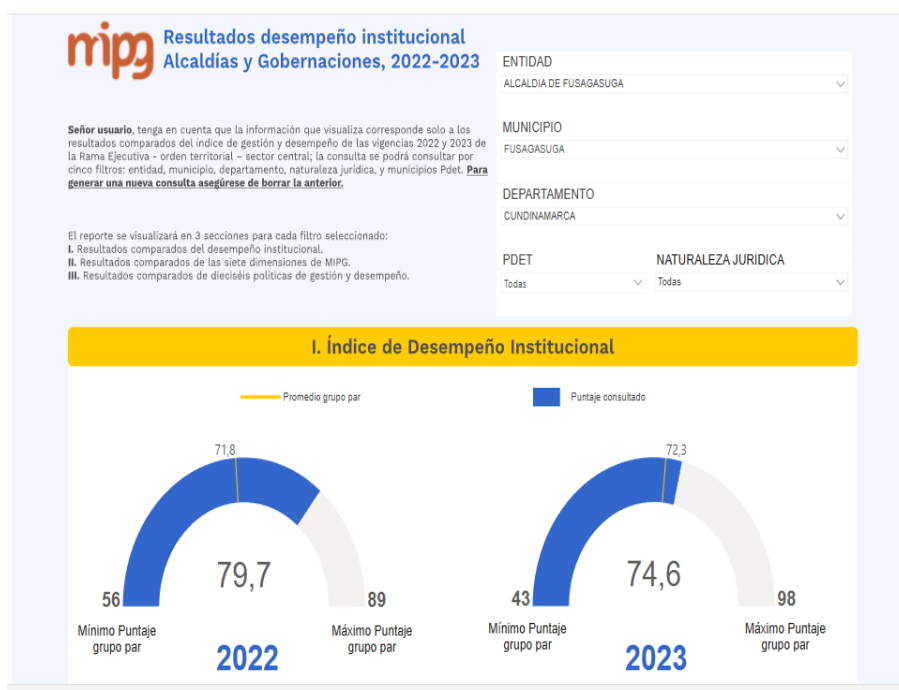 mipg
Resultados desempeño institucional
Alcaldías y Gobernaciones, 2022-2023
Señor usuario, tenga en cuenta que la información que visualiza corresponde solo a los
resultados comparados del índice de gestión y desempeño de las vigencias 2022 y 2023 de
la Rama Ejecutiva - orden territorial – sector central; la consulta se podrá consultar por
cinco filtros: entidad, municipio, departamento, naturaleza jurídica, y municipios Pdet. Para
generar una nueva consulta asegúrese de borrar la anterior.
El reporte se visualizará en 3 secciones para cada filtro seleccionado:
I. Resultados comparados del desempeño institucional.
II. Resultados comparados de las siete dimensiones de MIPG.
III. Resultados comparados de dieciséis políticas de gestión y desempeño.
ENTIDAD
ALCALDIA DE FUSAGASUGA
MUNICIPIO
FUSAGASUGA
DEPARTAMENTO
CUNDINAMARCA
PDET
Todas
NATURALEZA JURIDICA
Todas
I. Índice de Desempeño Institucional
Promedio grupo par
Puntaje consultado
71,8
79,7
56
Mínimo Puntaje
grupo par
89
Máximo Puntaje
grupo par
2022
72,3
74,6
43
Mínimo Puntaje
grupo par
98
Máximo Puntaje
grupo par
2023